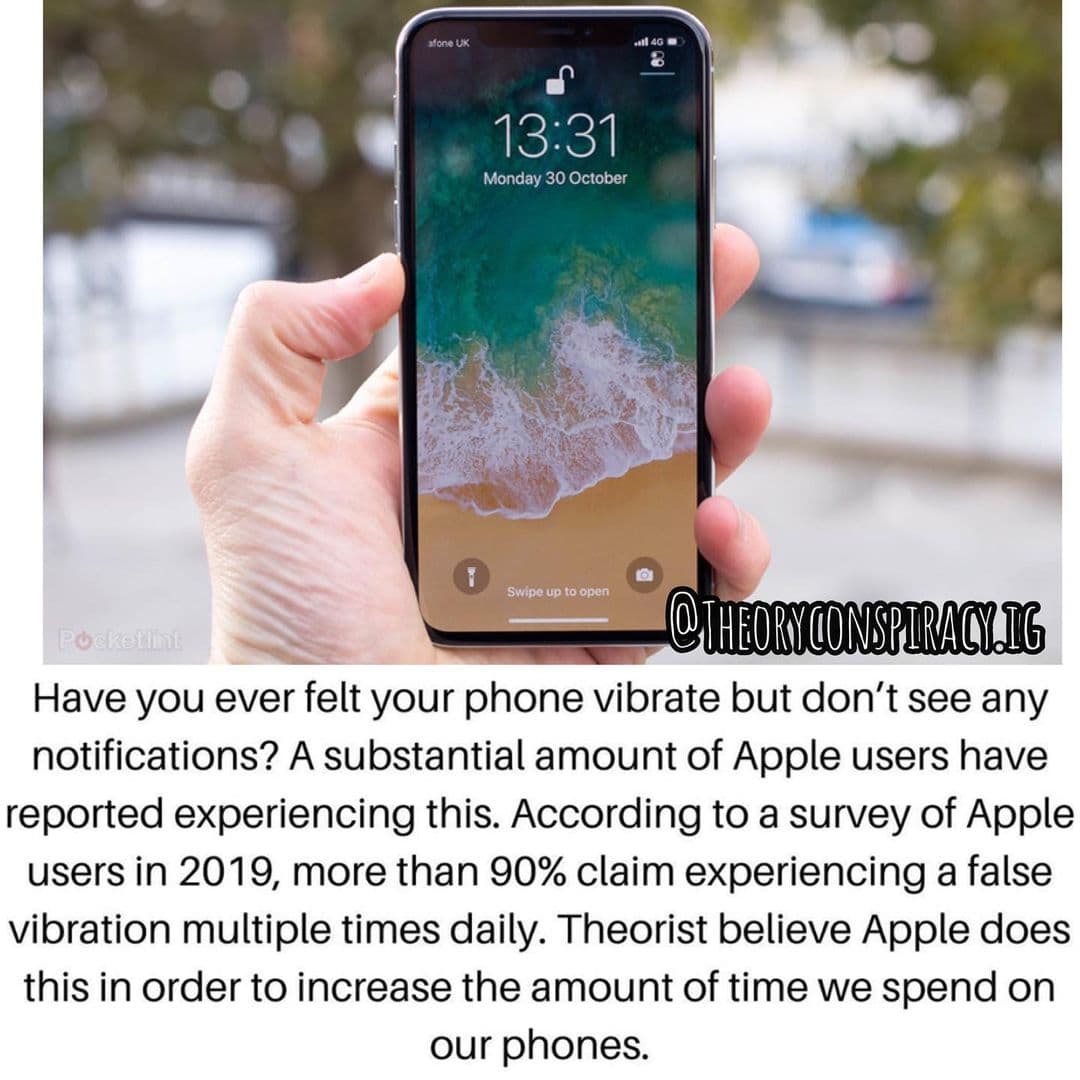 afone UK
4G
13:31
Monday 30 October
Swipe up to open
Pocketlint
@THEORYCONSPIRACY.IG
Have you ever felt your phone vibrate but don't see any
notifications? A substantial amount of Apple users have
reported experiencing this. According to a survey of Apple
users in 2019, more than 90% claim experiencing a false
vibration multiple times daily. Theorist believe Apple does
this in order to increase the amount of time we spend on
our phones.